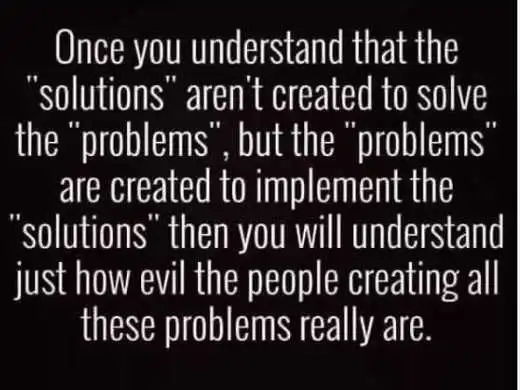 Once you understand that the
"solutions" aren't created to solve
the "problems", but the "problems"
are created to implement the
"solutions" then you will understand
just how evil the people creating all
these problems really are.